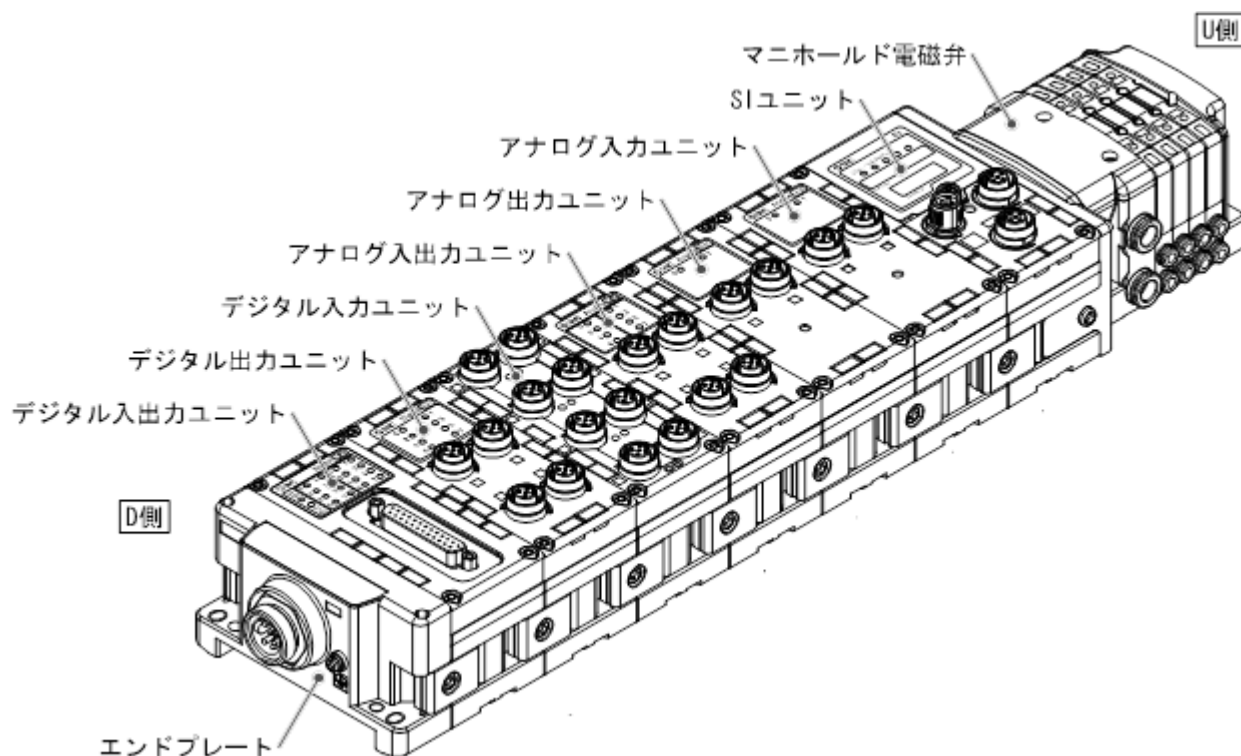 U側
マニホールド電磁弁
SIユニット
アナログ入力ユニット
アナログ出力ユニット
アナログ入出力ユニット
デジタル入力ユニット
デジタル出力ユニット
デジタル入出力ユニット
D側
エンドプレート